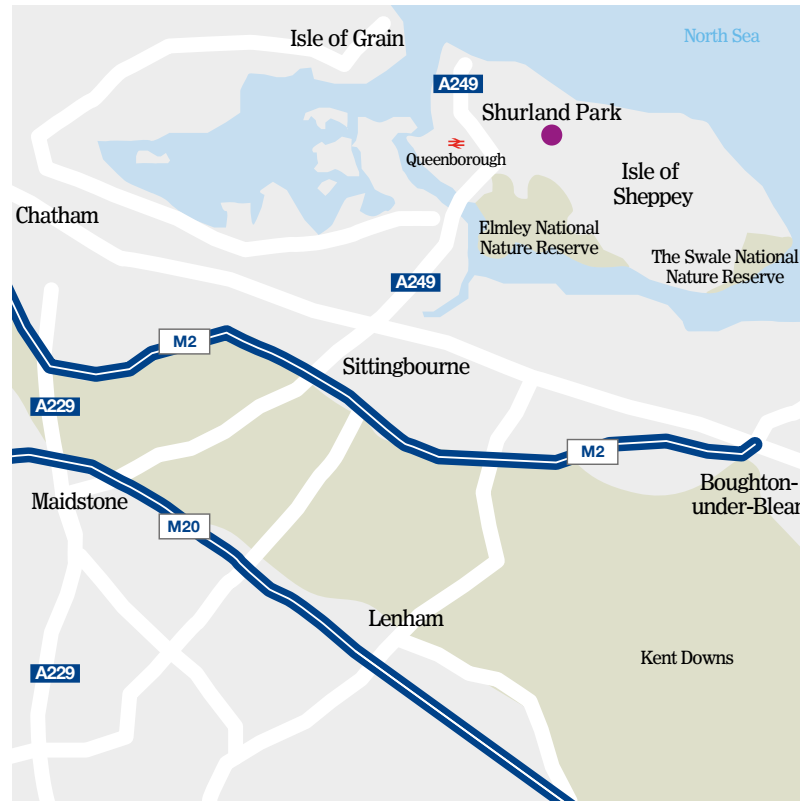 Isle of Grain
North Sea
A249
Shurland Park
Queenborough
Isle of
Sheppey
Chatham
Elmley National
Nature Reserve
The Swale National
Nature Reserve
A249
M2
Sittingbourne
A229
M2
Boughton-
under-Blean
Maidstone
M20
Lenham
Kent Downs
A229